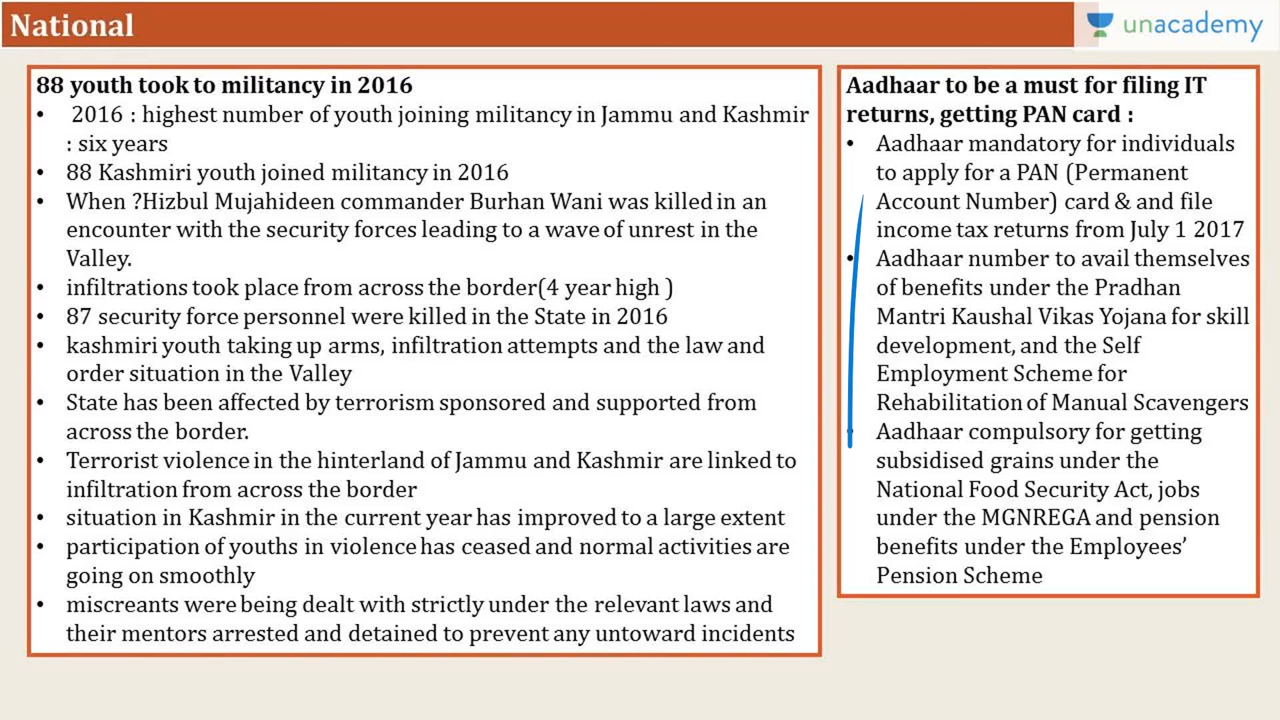 National
unacademy
88 youth took to militancy in 2016
• 2016 : highest number of youth joining militancy in Jammu and Kashmir
: six years
• 88 Kashmiri youth joined militancy in 2016
• When ?Hizbul Mujahideen commander Burhan Wani was killed in an
encounter with the security forces leading to a wave of unrest in the
Valley.
• infiltrations took place from across the border(4 year high )
• 87 security force personnel were killed in the State in 2016
• kashmiri youth taking up arms, infiltration attempts and the law and
order situation in the Valley
• State has been affected by terrorism sponsored and supported from
across the border.
• Terrorist violence in the hinterland of Jammu and Kashmir are linked to
infiltration from across the border
• situation in Kashmir in the current year has improved to a large extent
• participation of youths in violence has ceased and normal activities are
going on smoothly
• miscreants were being dealt with strictly under the relevant laws and
their mentors arrested and detained to prevent any untoward incidents
Aadhaar to be a must for filing IT
returns, getting PAN card :
• Aadhaar mandatory for individuals
to apply for a PAN (Permanent
Account Number) card & and file
income tax returns from July 1 2017
• Aadhaar number to avail themselves
of benefits under the Pradhan
Mantri Kaushal Vikas Yojana for skill
development, and the Self
Employment Scheme for
Rehabilitation of Manual Scavengers
• Aadhaar compulsory for getting
subsidised grains under the
National Food Security Act, jobs
under the MGNREGA and pension
benefits under the Employees’
Pension Scheme